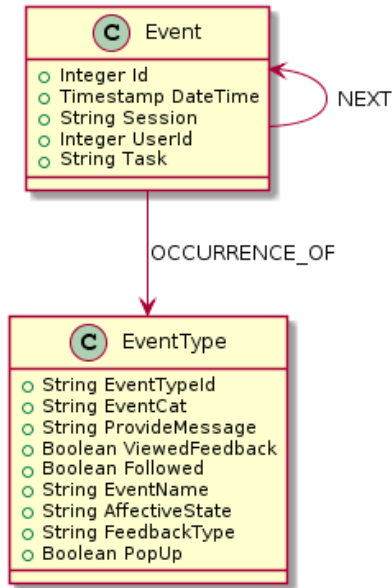 C Event
Integer Id
Timestamp DateTime
String Session
Integer UserId
String Task
NEXT
OCCURRENCE_OF
C EventType
String EventTypeId
String EventCat
String ProvideMessage
Boolean ViewedFeedback
Boolean Followed
String EventName
String AffectiveState
String FeedbackType
Boolean PopUp